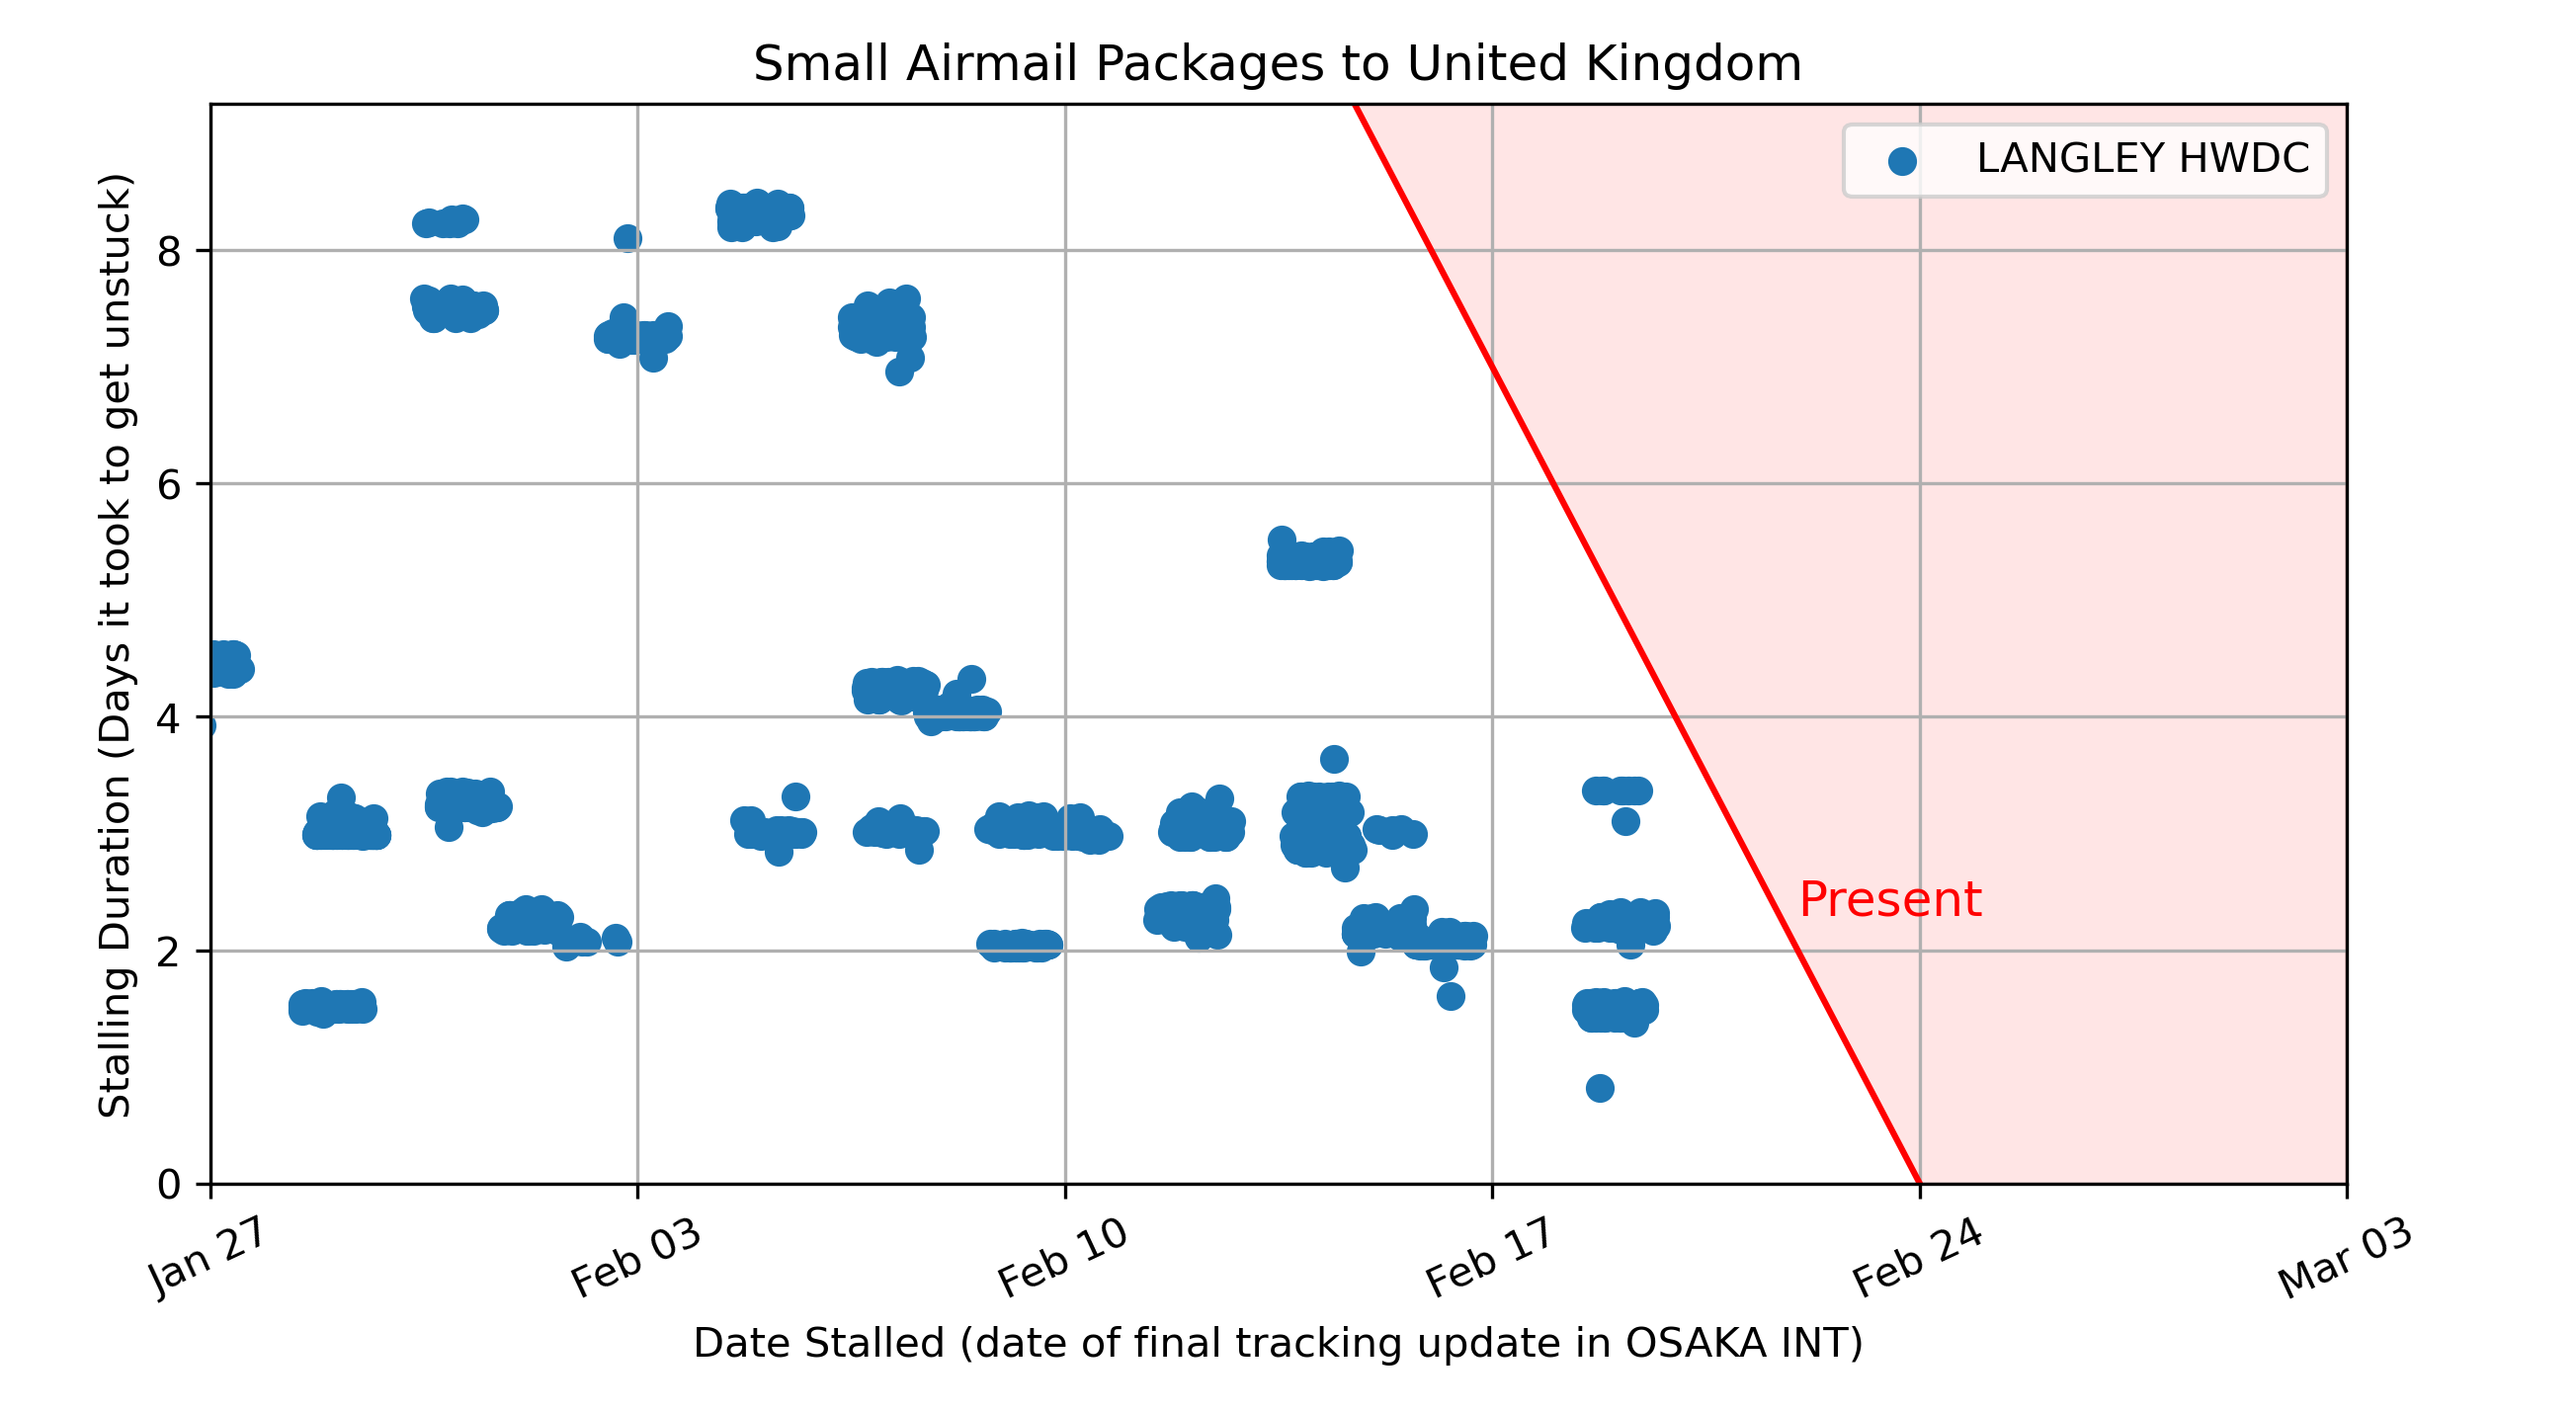 Small Airmail Packages to United Kingdom
LANGLEY HWDC
Stalling Duration (Days it took to get unstuck)
8
6
4
2
0
Present
Jan 27
Feb 03
Feb 10
Feb 17
Feb 24
Mar 03
Date Stalled (date of final tracking update in OSAKA INT)